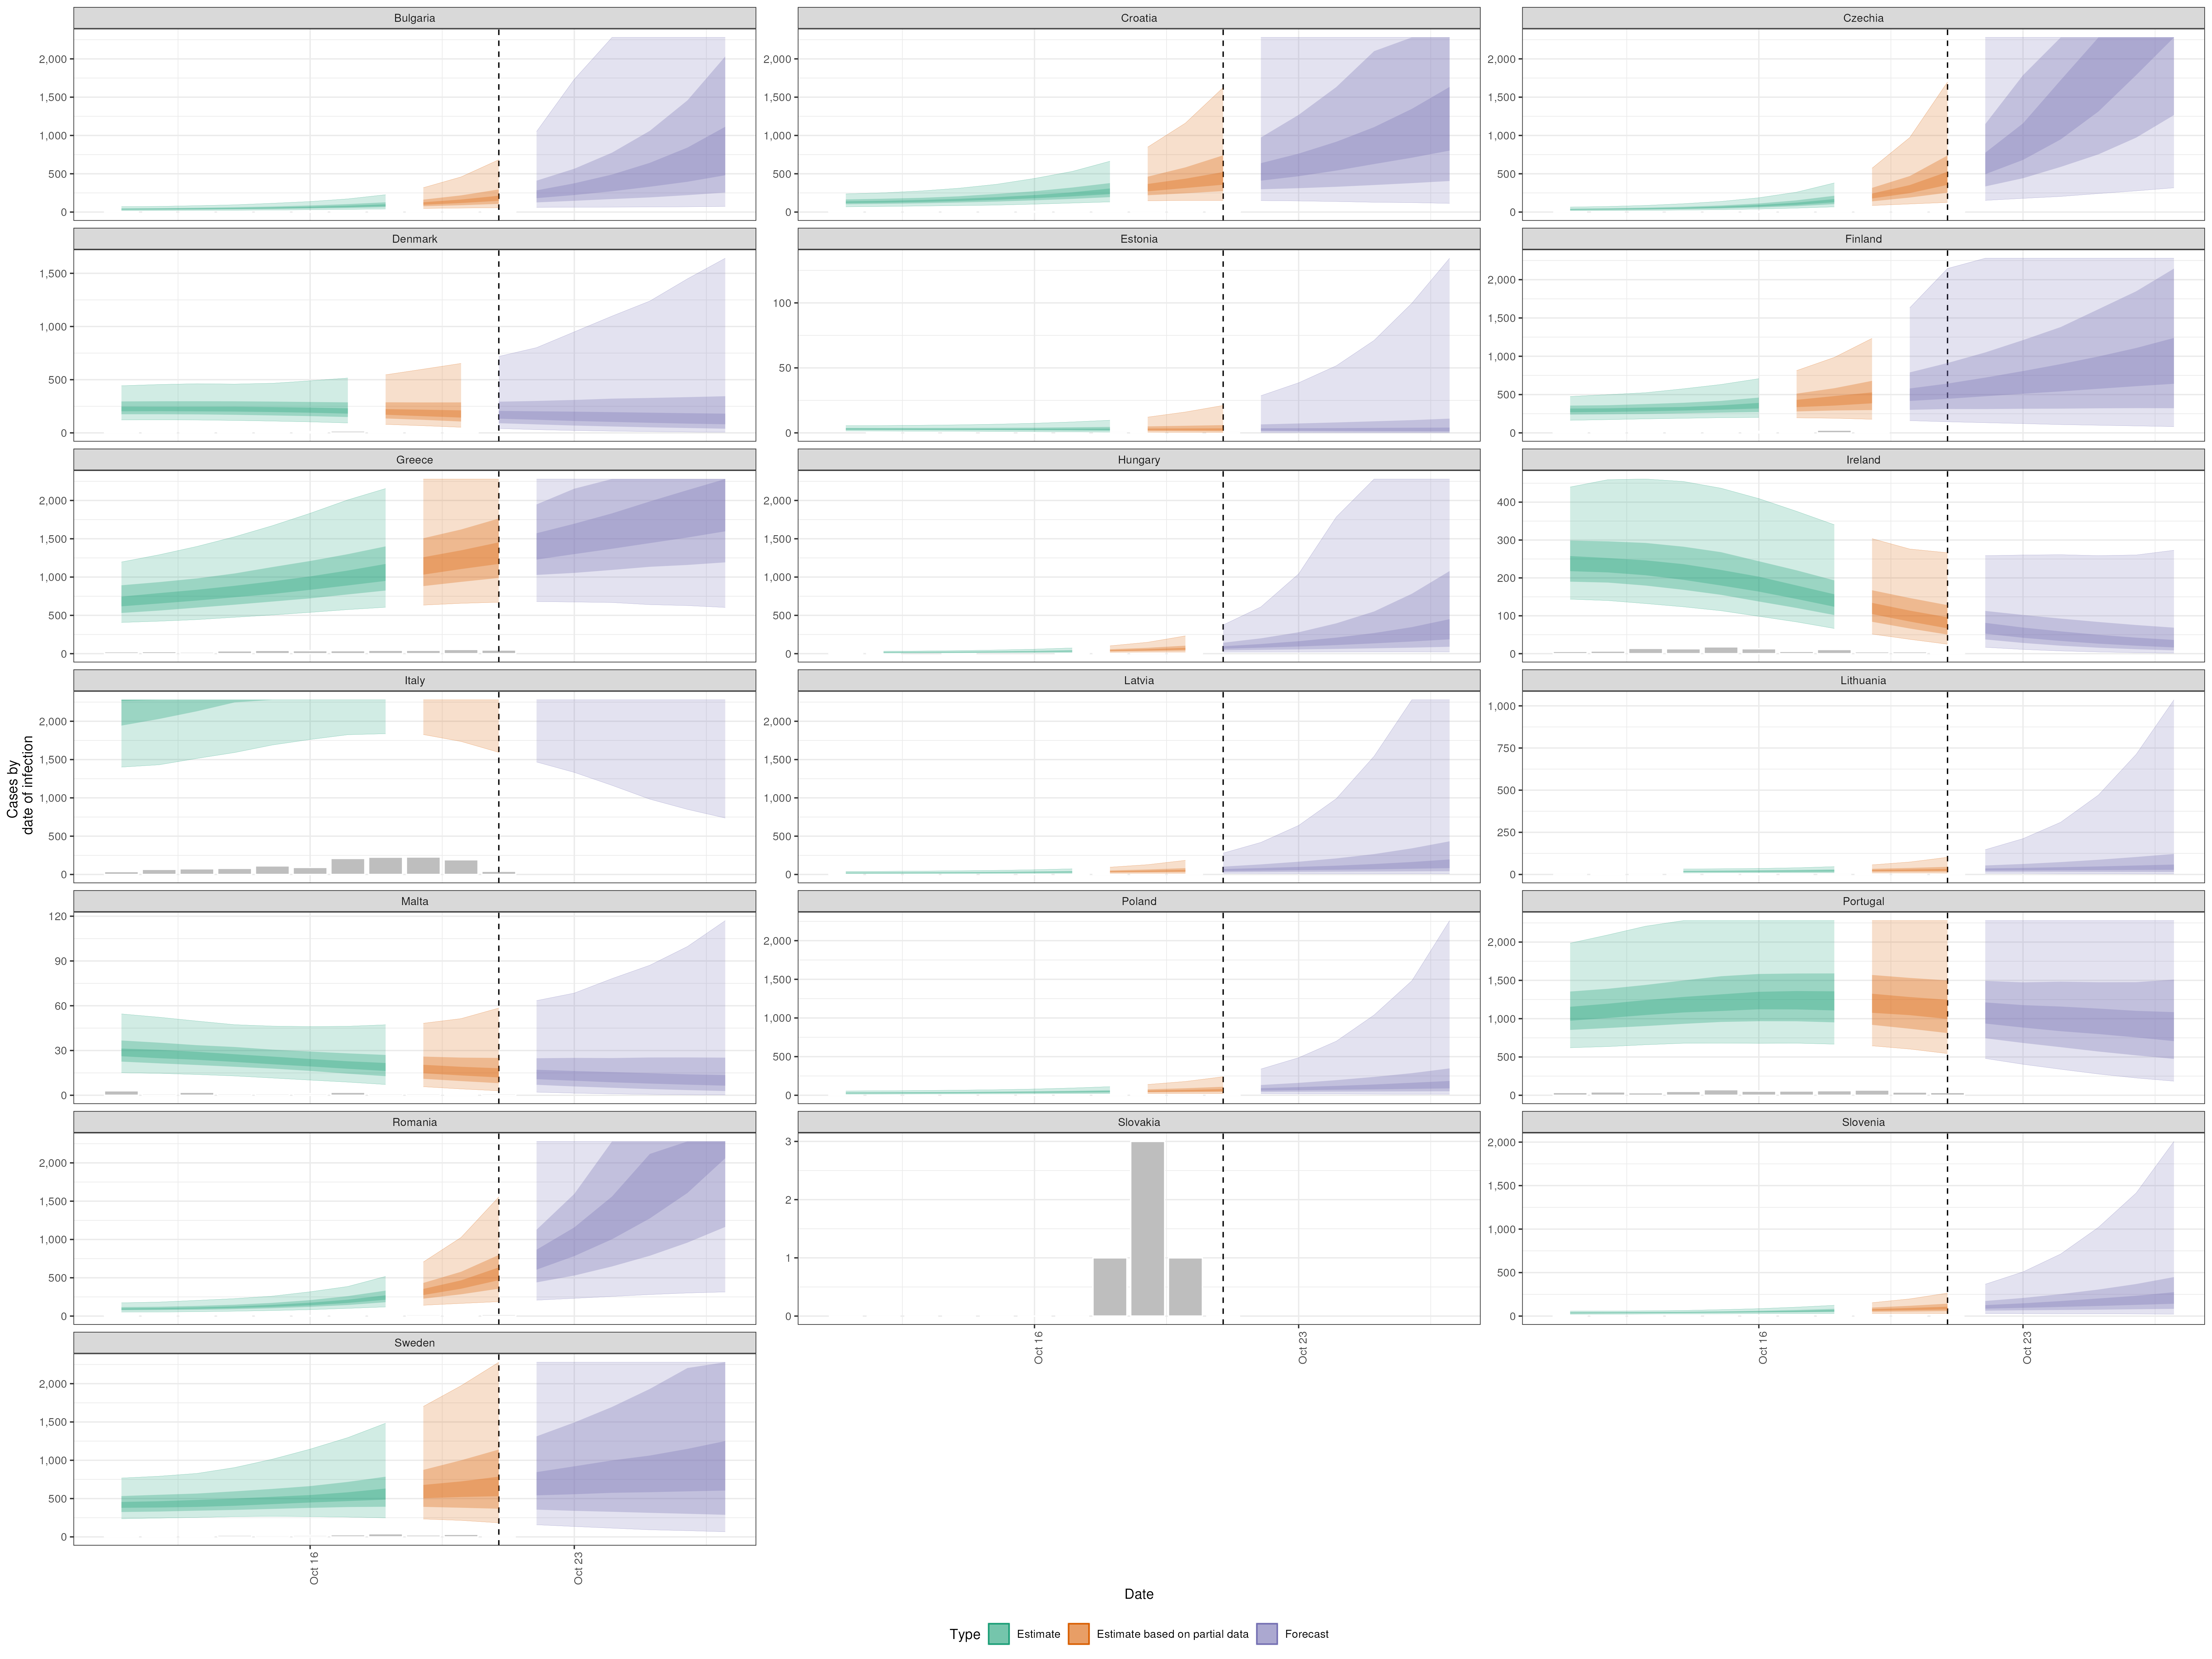 Bulgaria
Croatia
Czechia
2,000
1,500
1,000
500
0
2,000
1,500
1,000
500
0
2,000
1,500
1,000
500
0
Denmark
Estonia
Finland
1,500
1,000
500
0
100
50
0
2,000
1,500
1,000
500
0
Greece
Hungary
Ireland
2,000
1,500
1,000
500
0
2,000
1,500
1,000
500
0
400
300
200
100
0
Italy
Latvia
Lithuania
2,000
1,500
1,000
500
0
2,000
1,500
1,000
500
0
1,000
750
500
250
0
Cases by
date of infection
Malta
Poland
Portugal
120
90
60
30
0
2,000
1,500
1,000
500
0
2,000
1,500
1,000
500
0
Romania
Slovakia
Slovenia
2,000
1,500
1,000
500
0
3
2
1
0
2,000
1,500
1,000
500
0
Oct 16
Oct 23
Oct 16
Oct 23
Sweden
2,000
1,500
1,000
500
0
Oct 16
Oct 23
Date
Type
Estimate
Estimate based on partial data
Forecast